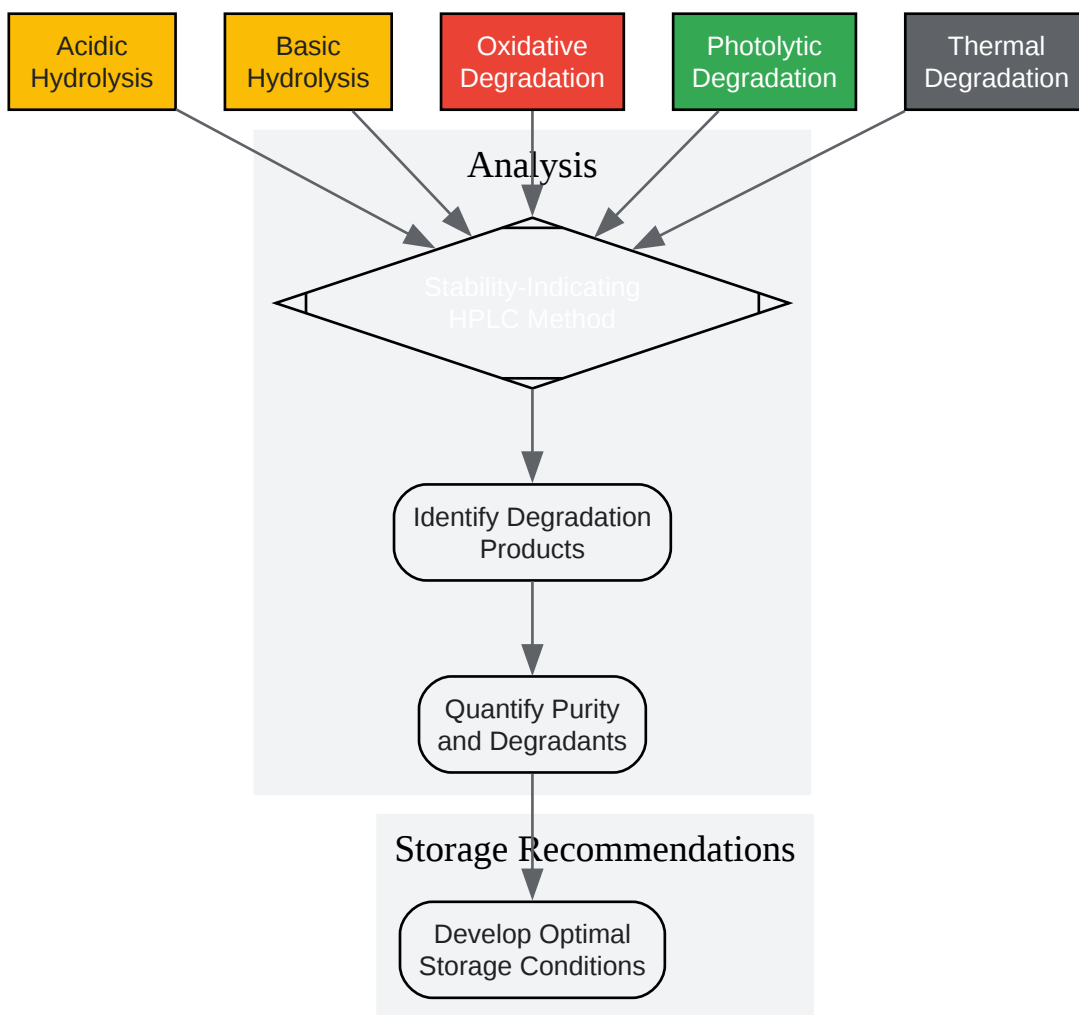 Acidic
Hydrolysis
Basic
Hydrolysis
Oxidative
Degradation
Photolytic
Degradation
Thermal
Degradation
Analysis
Stability-Indicating
HPLC Method
Identify Degradation
Products
Quantify Purity
and Degradants
Storage Recommendations
Develop Optimal
Storage Conditions